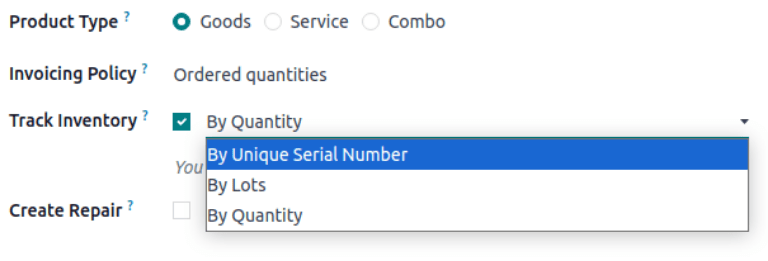 Product Type ? Goods Service Combo
Invoicing Policy ? Ordered quantities
Track Inventory ? By Quantity
By Unique Serial Number
You
By Lots
By Quantity
Create Repair ?